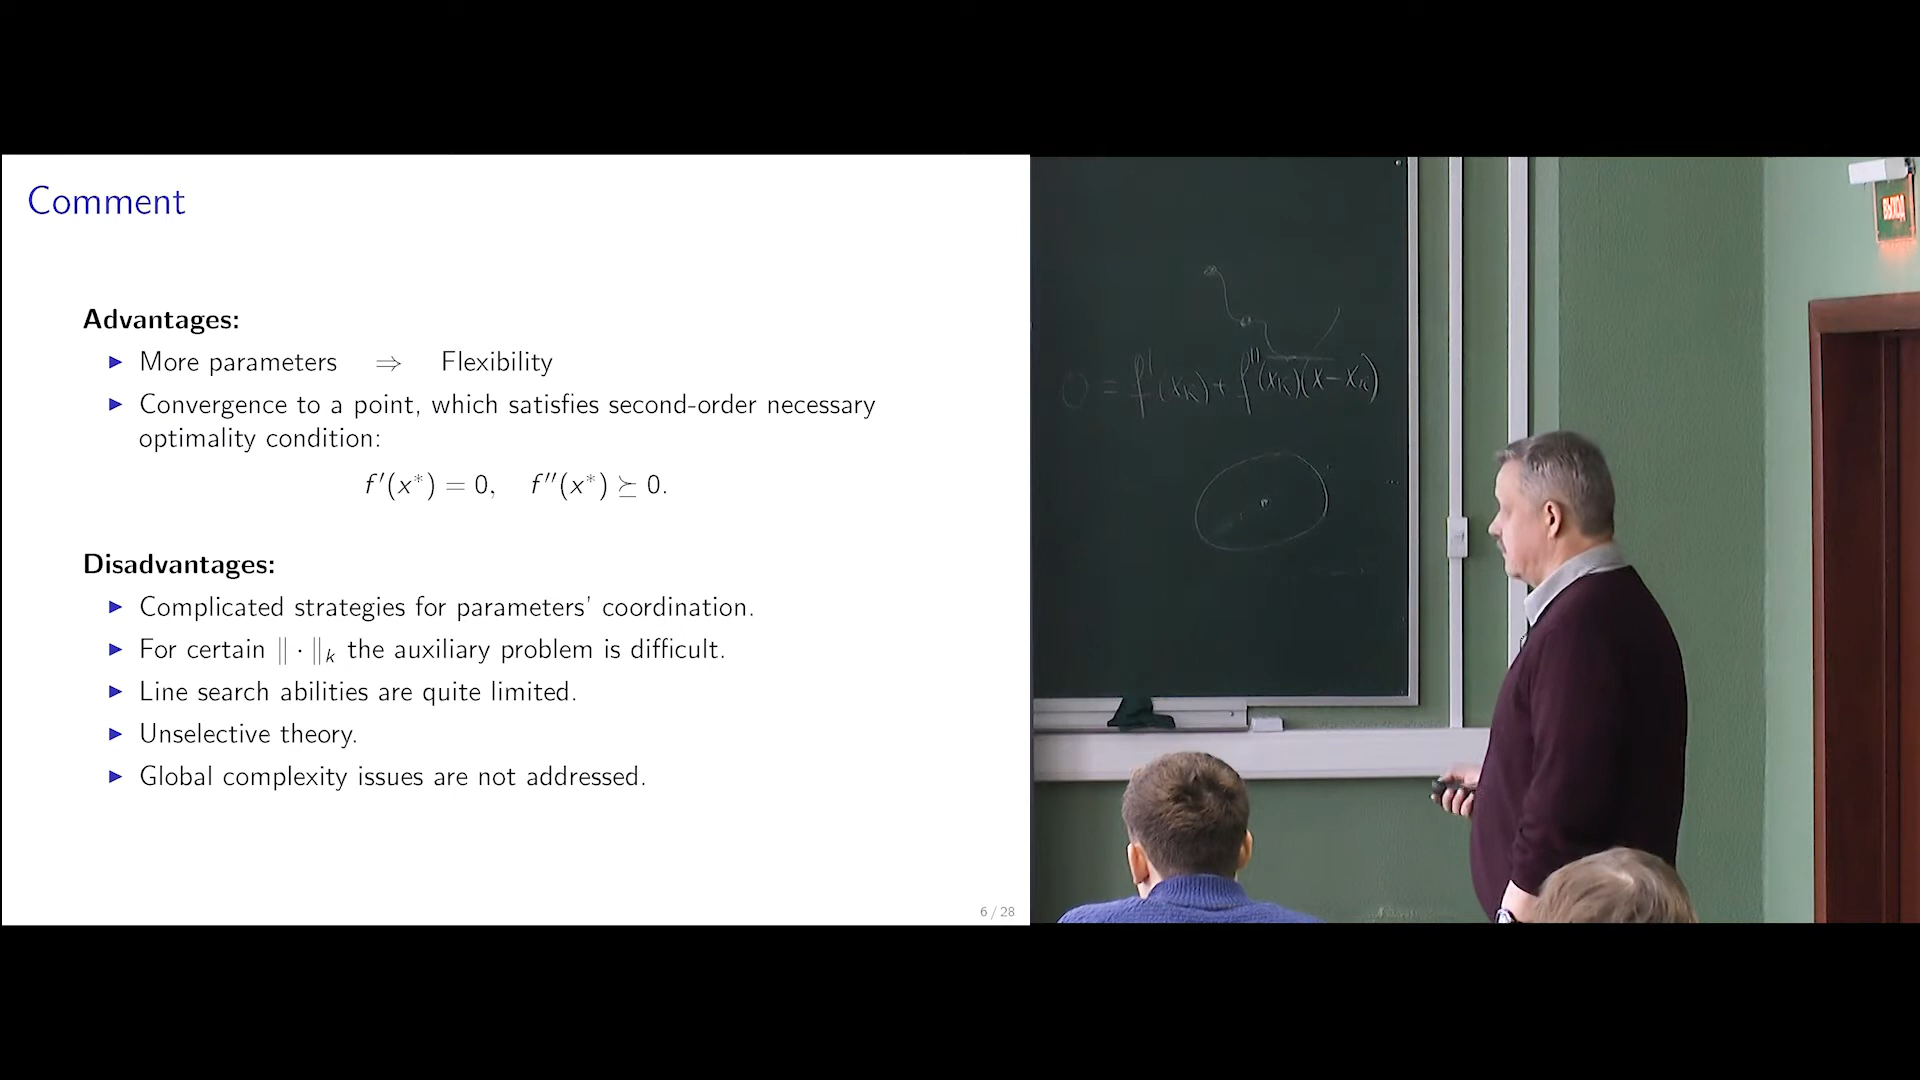 Comment
Advantages:
▶ More parameters ⇒ Flexibility
▶ Convergence to a point, which satisfies second-order necessary
optimality condition:
f′(x*) = 0, f″(x*) ⪰ 0.
Disadvantages:
▶ Complicated strategies for parameters' coordination.
▶ For certain ‖ · ‖ₖ the auxiliary problem is difficult.
▶ Line search abilities are quite limited.
▶ Unselective theory.
▶ Global complexity issues are not addressed.
6 / 28
0 = f'(xₖ) + f''(xₖ)(x − xₖ)
ВЫХОД